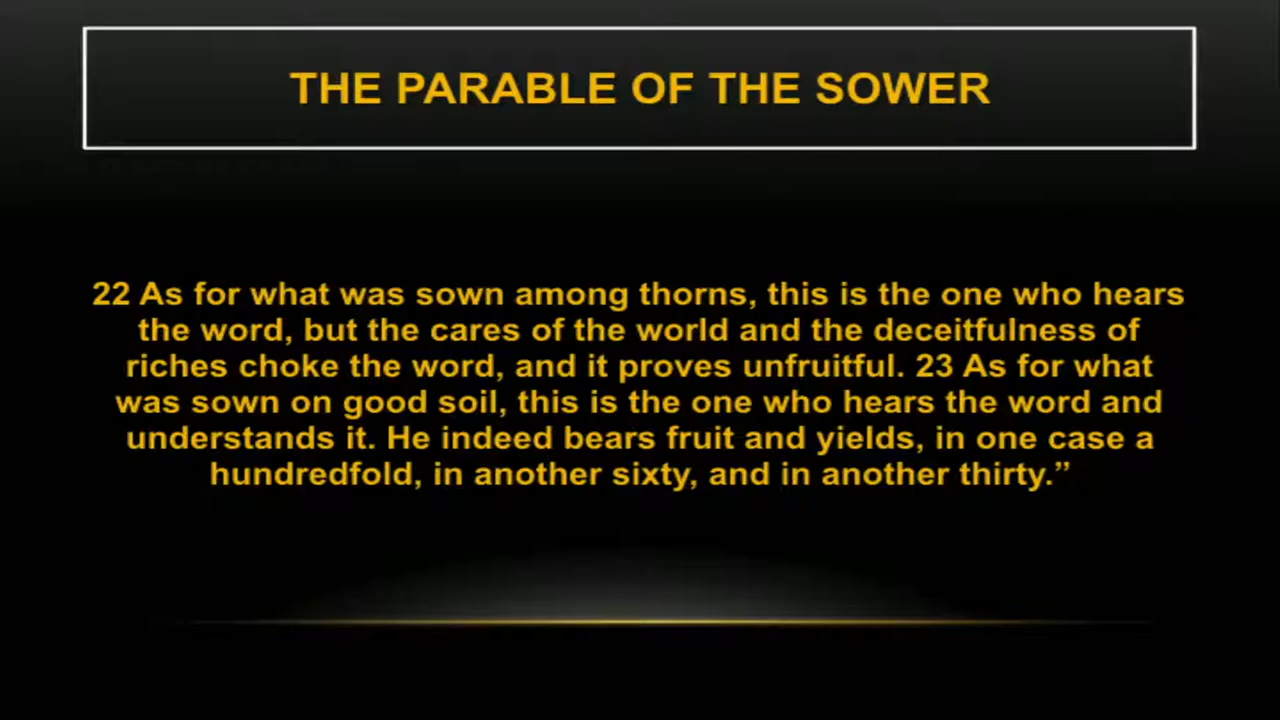 THE PARABLE OF THE SOWER
22 As for what was sown among thorns, this is the one who hears
the word, but the cares of the world and the deceitfulness of
riches choke the word, and it proves unfruitful. 23 As for what
was sown on good soil, this is the one who hears the word and
understands it. He indeed bears fruit and yields, in one case a
hundredfold, in another sixty, and in another thirty.”